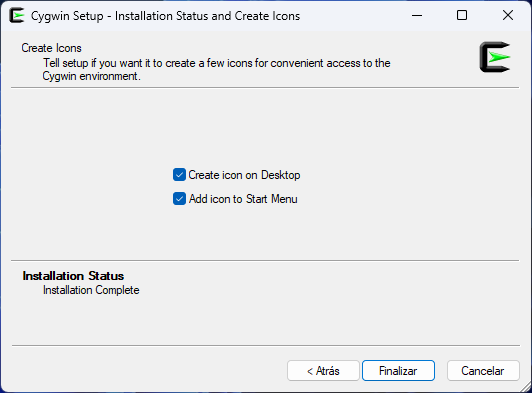 Cygwin Setup - Installation Status and Create Icons
Create Icons
Tell setup if you want it to create a few icons for convenient access to the
Cygwin environment.
Create icon on Desktop
Add icon to Start Menu
Installation Status
Installation Complete
< Atrás
Finalizar
Cancelar